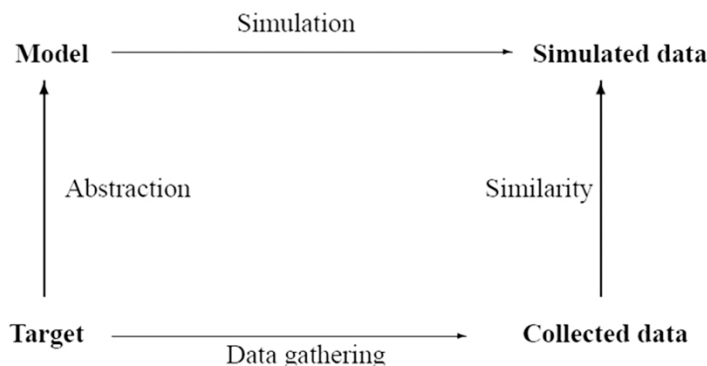 Simulation
Model
Simulated data
Abstraction
Similarity
Target
Collected data
Data gathering